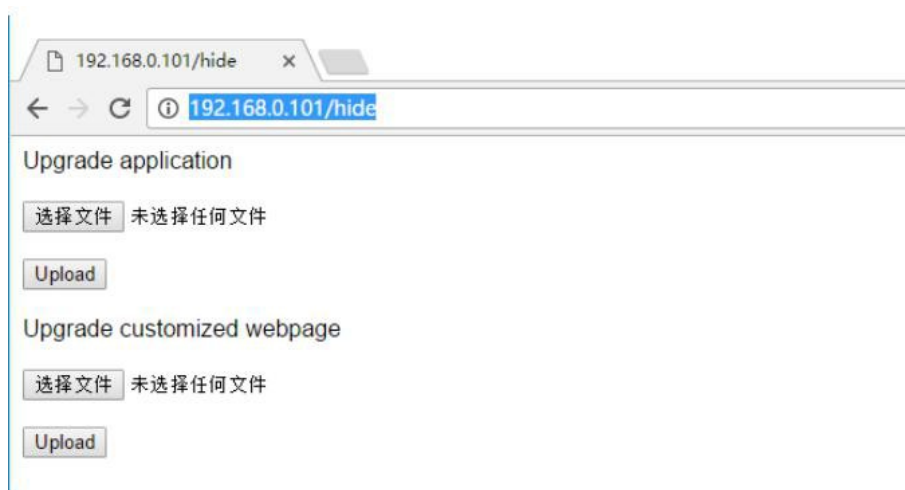 192.168.0.101/hide
192.168.0.101/hide
Upgrade application
选择文件 未选择任何文件
Upload
Upgrade customized webpage
选择文件 未选择任何文件
Upload